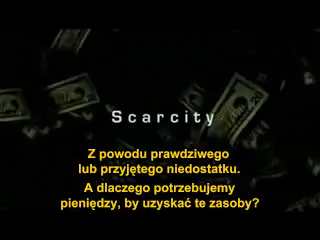 Scarcity
Z powodu prawdziwego
lub przyjętego niedostatku.
A dlaczego potrzebujemy
pieniędzy, by uzyskać te zasoby?